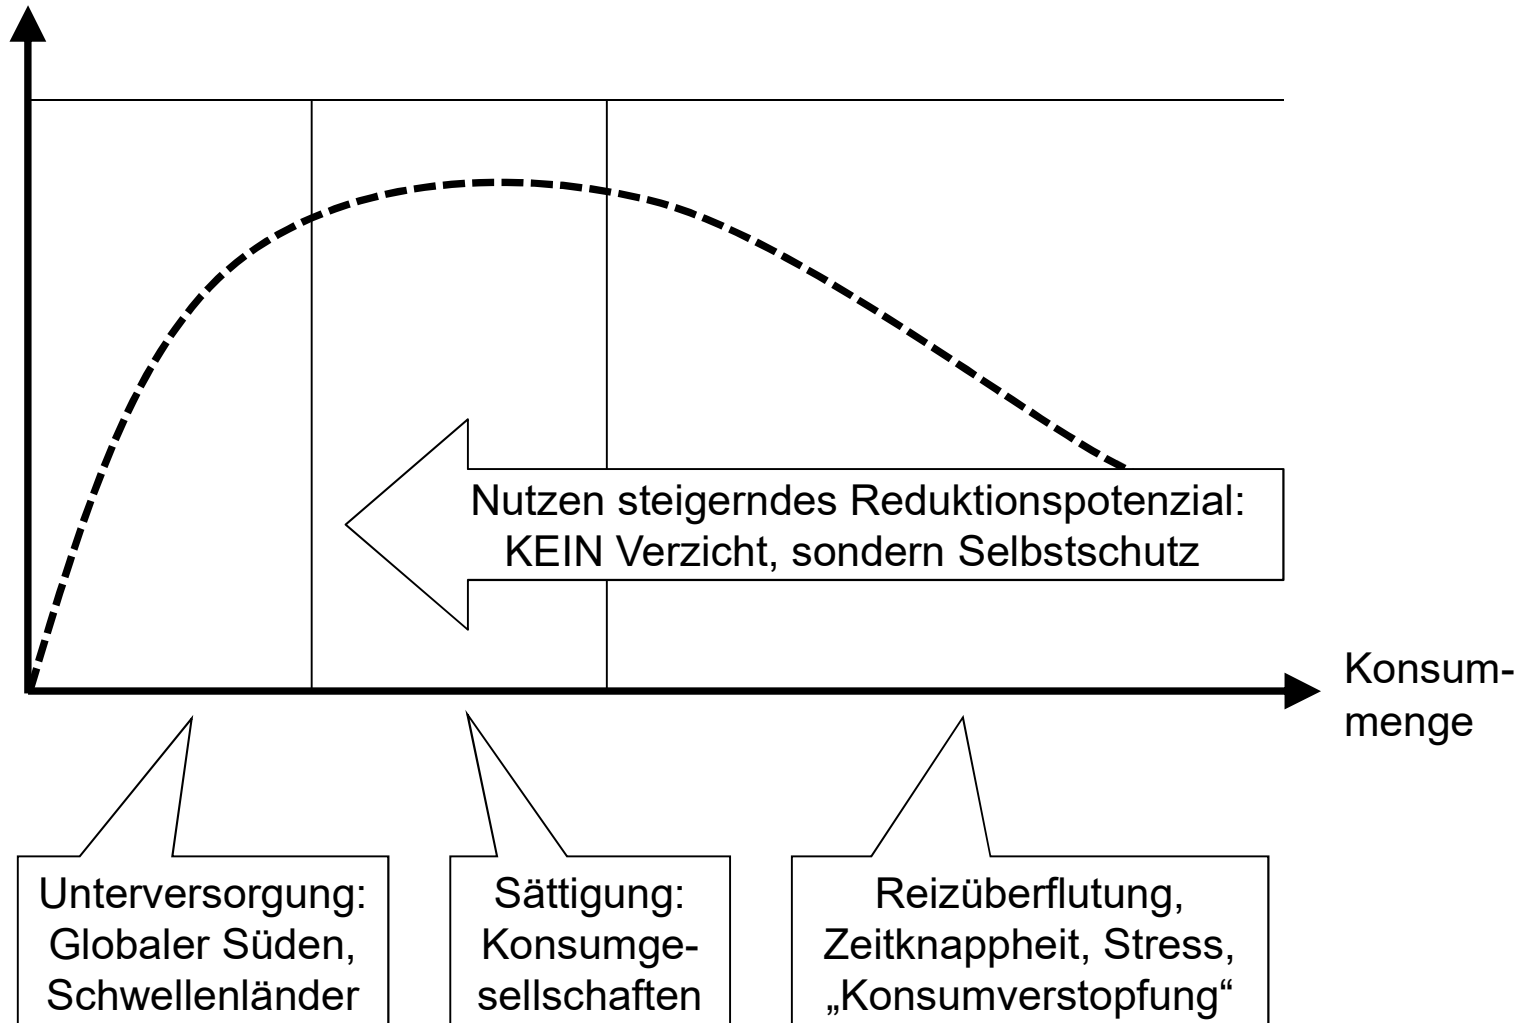 Nutzen steigerndes Reduktionspotenzial:
KEIN Verzicht, sondern Selbstschutz
Konsum-
menge
Unterversorgung:
Globaler Süden,
Schwellenländer
Sättigung:
Konsumge-
sellschaften
Reizüberflutung,
Zeitknappheit, Stress,
„Konsumverstopfung“